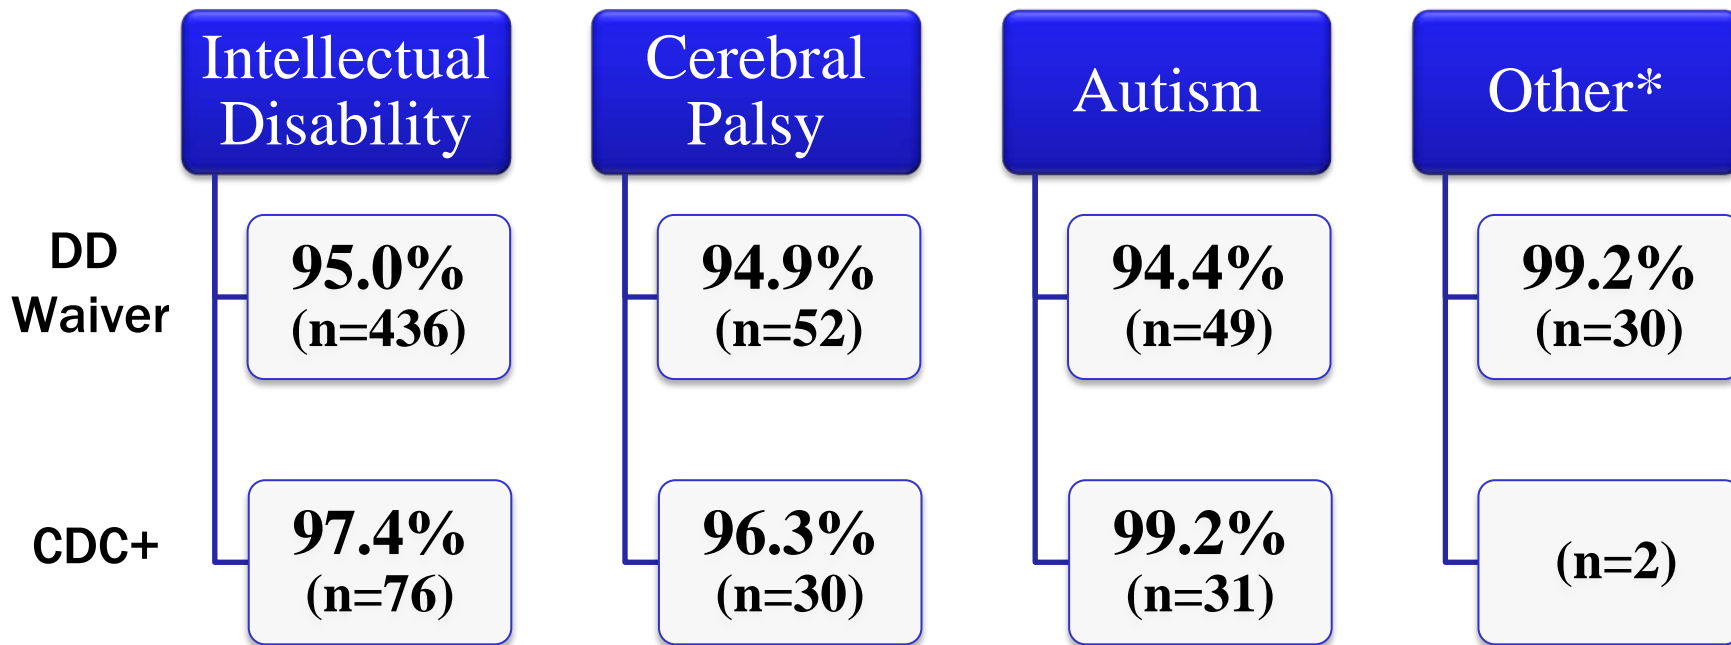 Intellectual
Disability
Cerebral
Palsy
Autism
Other*
DD
Waiver
95.0%
(n=436)
94.9%
(n=52)
94.4%
(n=49)
99.2%
(n=30)
CDC+
97.4%
(n=76)
96.3%
(n=30)
99.2%
(n=31)
(n=2)